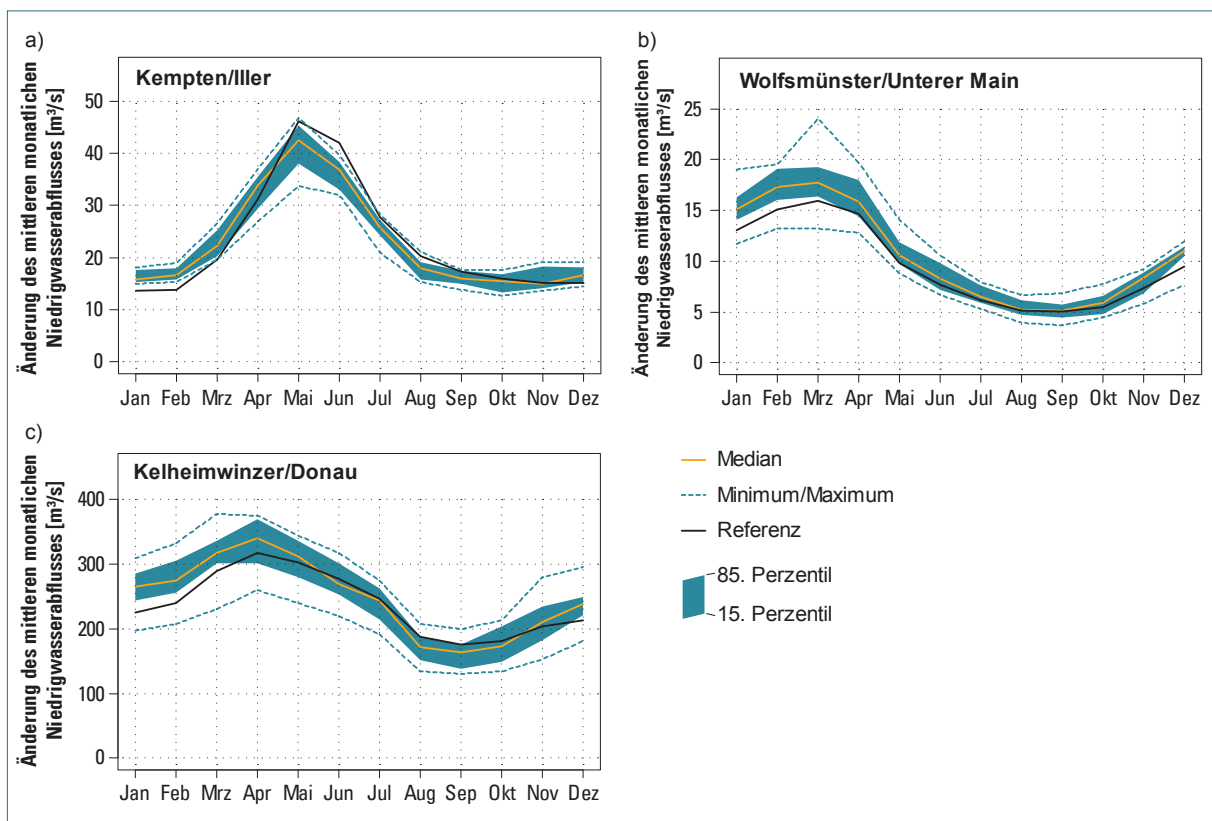 a)
Kempten/Iller
Änderung des mittleren monatlichen
Niedrigwasserabflusses [m³/s]
50
40
30
20
10
0
Jan Feb Mrz Apr Mai Jun Jul Aug Sep Okt Nov Dez
b)
Wolfsmünster/Unterer Main
Änderung des mittleren monatlichen
Niedrigwasserabflusses [m³/s]
25
20
15
10
5
0
Jan Feb Mrz Apr Mai Jun Jul Aug Sep Okt Nov Dez
c)
Kelheimwinzer/Donau
Änderung des mittleren monatlichen
Niedrigwasserabflusses [m³/s]
400
300
200
100
0
Jan Feb Mrz Apr Mai Jun Jul Aug Sep Okt Nov Dez
Median
Minimum/Maximum
Referenz
85. Perzentil
15. Perzentil